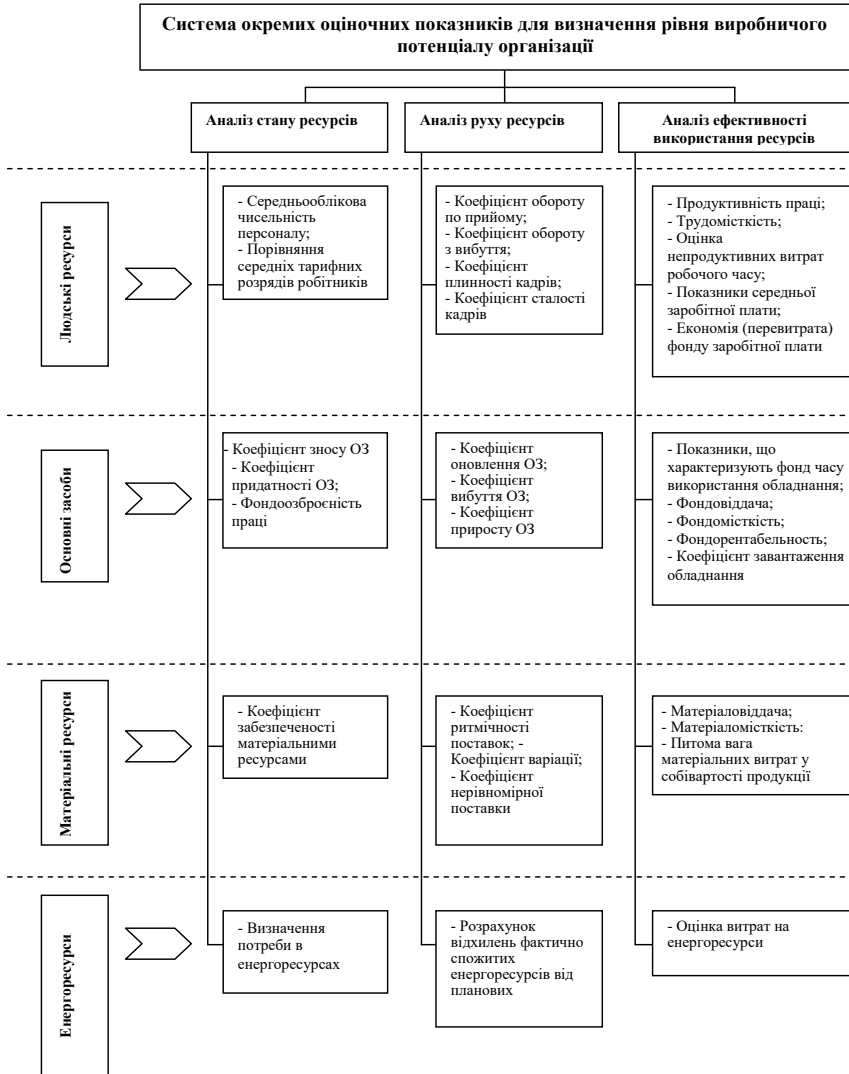 Система окремих оціночних показників для визначення рівня виробничого
потенціалу організації
Аналіз стану ресурсів
Аналіз руху ресурсів
Аналіз ефективності
використання ресурсів
Людські ресурси
- Середньооблікова
чисельність
персоналу;
- Порівняння
середніх тарифних
розрядів робітників
- Коефіцієнт обороту
по прийому;
- Коефіцієнт обороту
з вибуття;
- Коефіцієнт
плинності кадрів;
- Коефіцієнт сталості
кадрів
- Продуктивність праці;
- Трудомісткість;
- Оцінка
непродуктивних витрат
робочого часу;
- Показники середньої
заробітної плати;
- Економія (перевитрата)
фонду заробітної плати
Основні засоби
- Коефіцієнт зносу ОЗ
- Коефіцієнт
придатності ОЗ;
- Фондоозброєність
праці
- Коефіцієнт
оновлення ОЗ;
- Коефіцієнт
вибуття ОЗ;
- Коефіцієнт
приросту ОЗ
- Показники, що
характеризують фонд часу
використання обладнання;
- Фондовіддача;
- Фондомісткість;
- Фондорентабельность;
- Коефіцієнт завантаження
обладнання
Матеріальні ресурси
- Коефіцієнт
забезпеченості
матеріальними
ресурсами
- Коефіцієнт
ритмічності
поставок; -
Коефіцієнт варіації;
- Коефіцієнт
нерівномірної
поставки
- Матеріаловіддача;
- Матеріаломісткість:
- Питома вага
матеріальних витрат у
собівартості продукції
Енергоресурси
- Визначення
потреби в
енергоресурсах
- Розрахунок
відхилень фактично
спожитих
енергоресурсів від
планових
- Оцінка витрат на
енергоресурси